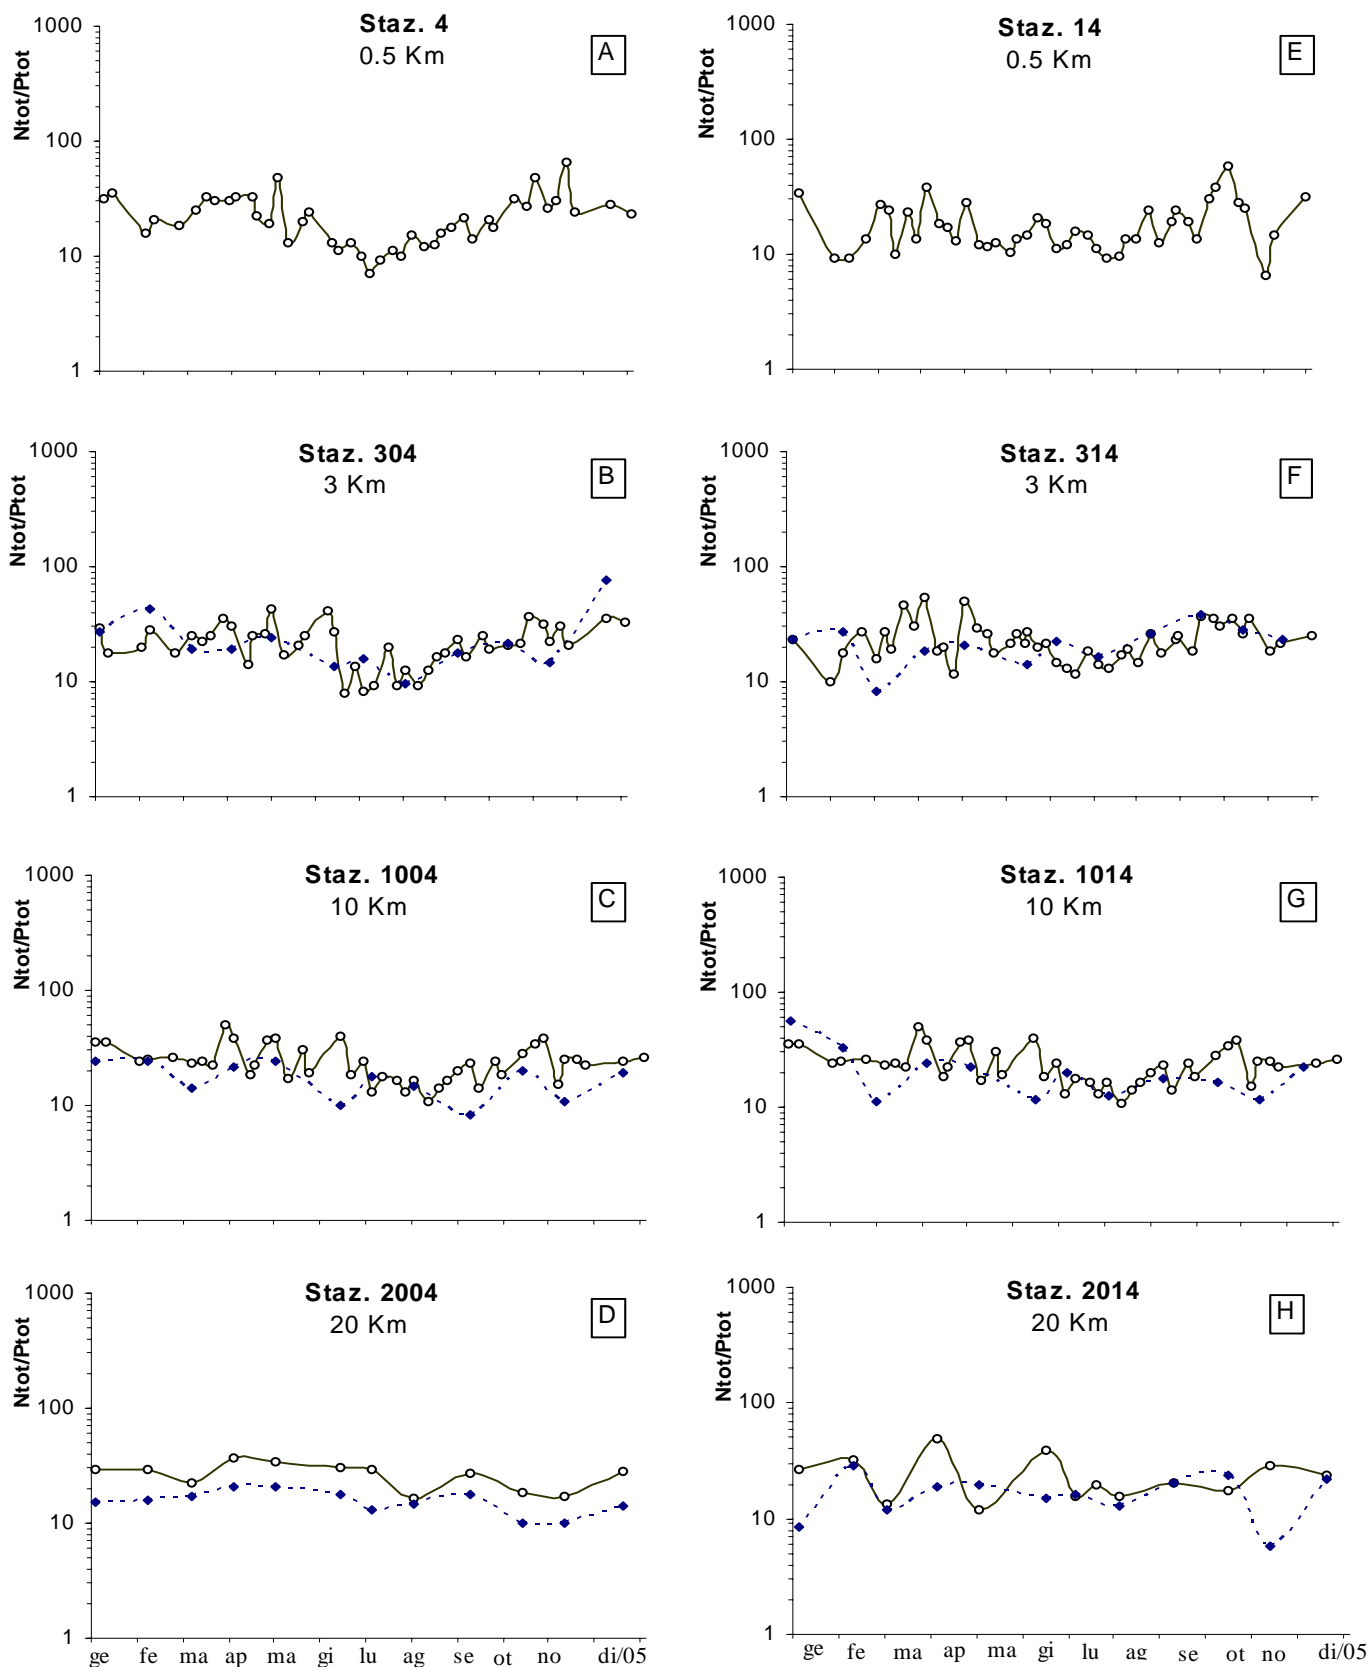 Staz. 4
0.5 Km
A
Ntot/Ptot
1000
100
10
1
Staz. 14
0.5 Km
E
Ntot/Ptot
1000
100
10
1
Staz. 304
3 Km
B
Ntot/Ptot
1000
100
10
1
Staz. 314
3 Km
F
Ntot/Ptot
1000
100
10
1
Staz. 1004
10 Km
C
Ntot/Ptot
1000
100
10
1
Staz. 1014
10 Km
G
Ntot/Ptot
1000
100
10
1
Staz. 2004
20 Km
D
Ntot/Ptot
1000
100
10
1
ge fe ma ap ma gi lu ag se ot no di/05
Staz. 2014
20 Km
H
Ntot/Ptot
1000
100
10
1
ge fe ma ap ma gi lu ag se ot no di/05